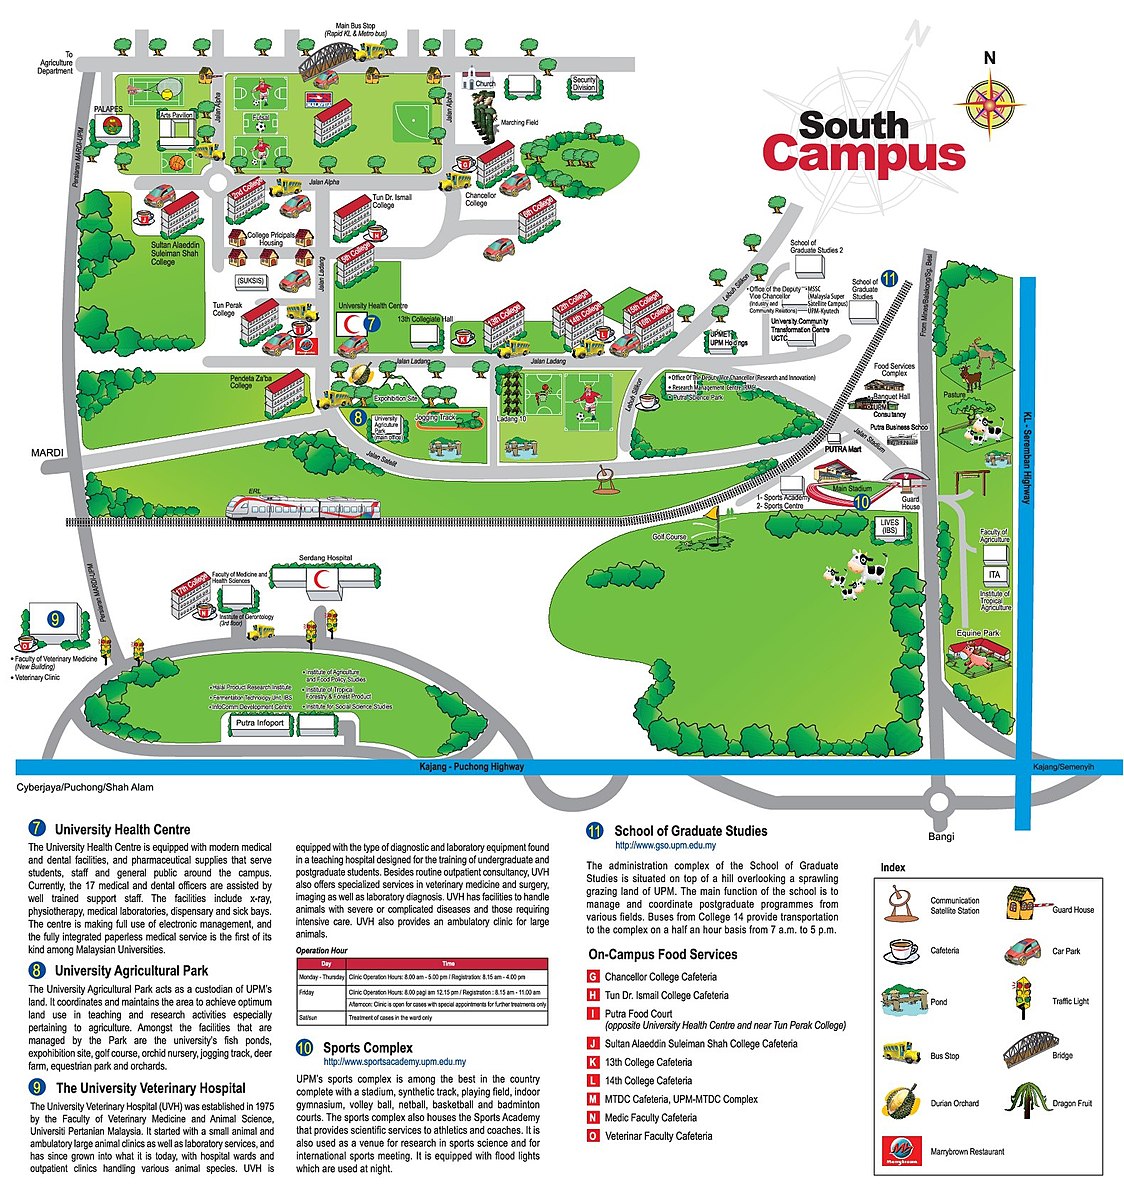 South
Campus
N
N
Main Bus Stop
(Rapid KL & Metro bus)
To
Agriculture
Department
PALAPES
Arts Pavilion
Futsal
Jalan Alpha
Jalan Alpha
Church
Security
Division
Marching Field
Persiaran MARDI-UPM
Jalan Alpha
2nd College
Tun Dr. Ismail
College
Chancellor
College
6th College
Sultan Alaeddin
Suleiman Shah
College
College Pricipals
Housing
5th College
(SUKSIS)
Jalan Ladang
Tun Perak
College
University Health Centre
7
13th Collegiate Hall
13th College
12th College
14th College
15th College
16th College
Jalan Ladang
Jalan Ladang
Lebuh Silikon
School of
Graduate Studies 2
• Office of the Deputy
Vice Chancellor
(Industry and
Community Relations)
MSSC
(Malaysia Super
Satellite Campus)
UPM-Kyutech
University Community
Transformation Centre
UCTC
UPMET
UPM Holdings
School of
Graduate
Studies
11
From Mines/Balakong/Sg. Besi
Pendeta Za'ba
College
Expohibition Site
8
University
Agriculture
Park
(main office)
Jogging Track
Ladang 10
Lebuh Silikon
• Office Of The Deputy Vice Chancellor (Research and Innovation)
• Research Management Centre (RMC)
• Putra Science Park
Food Services
Complex
Banquet Hall
UPM
Consultancy
Putra Business School
Jalan Stadium
PUTRA Mart
Pasture
KL - Seremban Highway
MARDI
Jalan Satelit
ERL
Main Stadium
10
1- Sports Academy
2- Sports Centre
Guard
House
LIVES
(IBS)
Golf Course
Faculty of
Agriculture
ITA
Institute of
Tropical
Agriculture
Equine Park
Persiaran MARDI-UPM
Serdang Hospital
17th College
Faculty of Medicine and
Health Sciences
Institute of Gerontology
(3rd floor)
9
• Faculty of Veterinary Medicine
(New Building)
• Veterinary Clinic
• Halal Product Research Institute
• Fermentation Technology Unit, IBS
• InfoComm Development Centre
• Institute of Agriculture
and Food Policy Studies
• Institute of Tropical
Forestry & Forest Product
• Institute for Social Science Studies
Putra Infoport
Kajang - Puchong Highway
Kajang/Semenyih
Cyberjaya/Puchong/Shah Alam
Bangi
7 University Health Centre
The University Health Centre is equipped with modern medical
and dental facilities, and pharmaceutical supplies that serve
students, staff and general public around the campus.
Currently, the 17 medical and dental officers are assisted by
well trained support staff. The facilities include x-ray,
physiotherapy, medical laboratories, dispensary and sick bays.
The centre is making full use of electronic management, and
the fully integrated paperless medical service is the first of its
kind among Malaysian Universities.
8 University Agricultural Park
The University Agricultural Park acts as a custodian of UPM's
land. It coordinates and maintains the area to achieve optimum
land use in teaching and research activities especially
pertaining to agriculture. Amongst the facilities that are
managed by the Park are the university's fish ponds,
expohibition site, golf course, orchid nursery, jogging track, deer
farm, equestrian park and orchards.
9 The University Veterinary Hospital
The University Veterinary Hospital (UVH) was established in 1975
by the Faculty of Veterinary Medicine and Animal Science,
Universiti Pertanian Malaysia. It started with a small animal and
ambulatory large animal clinics as well as laboratory services, and
has since grown into what it is today, with hospital wards and
outpatient clinics handling various animal species. UVH is
equipped with the type of diagnostic and laboratory equipment found
in a teaching hospital designed for the training of undergraduate and
postgraduate students. Besides routine outpatient consultancy, UVH
also offers specialized services in veterinary medicine and surgery,
imaging as well as laboratory diagnosis. UVH has facilities to handle
animals with severe or complicated diseases and those requiring
intensive care. UVH also provides an ambulatory clinic for large
animals.
Operation Hour
Day Time
Monday - Thursday Clinic Operation Hours: 8.00 am - 5.00 pm / Registration: 8.15 am - 4.00 pm
Friday Clinic Operation Hours: 8.00 pagi am 12.15 pm / Registration : 8.15 am - 11.00 am
Afternoon: Clinic is open for cases with special appointments for further treatments only
Sat/sun Treatment of cases in the ward only
10 Sports Complex
http://www.sportsacademy.upm.edu.my
UPM's sports complex is among the best in the country
complete with a stadium, synthetic track, playing field, indoor
gymnasium, volley ball, netball, basketball and badminton
courts. The sports complex also houses the Sports Academy
that provides scientific services to athletics and coaches. It is
also used as a venue for research in sports science and for
international sports meeting. It is equipped with flood lights
which are used at night.
11 School of Graduate Studies
http://www.gso.upm.edu.my
The administration complex of the School of Graduate
Studies is situated on top of a hill overlooking a sprawling
grazing land of UPM. The main function of the school is to
manage and coordinate postgraduate programmes from
various fields. Buses from College 14 provide transportation
to the complex on a half an hour basis from 7 a.m. to 5 p.m.
On-Campus Food Services
G Chancellor College Cafeteria
H Tun Dr. Ismail College Cafeteria
I Putra Food Court
(opposite University Health Centre and near Tun Perak College)
J Sultan Alaeddin Suleiman Shah College Cafeteria
K 13th College Cafeteria
L 14th College Cafeteria
M MTDC Cafeteria, UPM-MTDC Complex
N Medic Faculty Cafeteria
O Veterinar Faculty Cafeteria
Index
Communication
Satellite Station
Guard House
Cafeteria
Car Park
Pond
Traffic Light
Bus Stop
Bridge
Durian Orchard
Dragon Fruit
Marrybrown
Marrybrown Restaurant